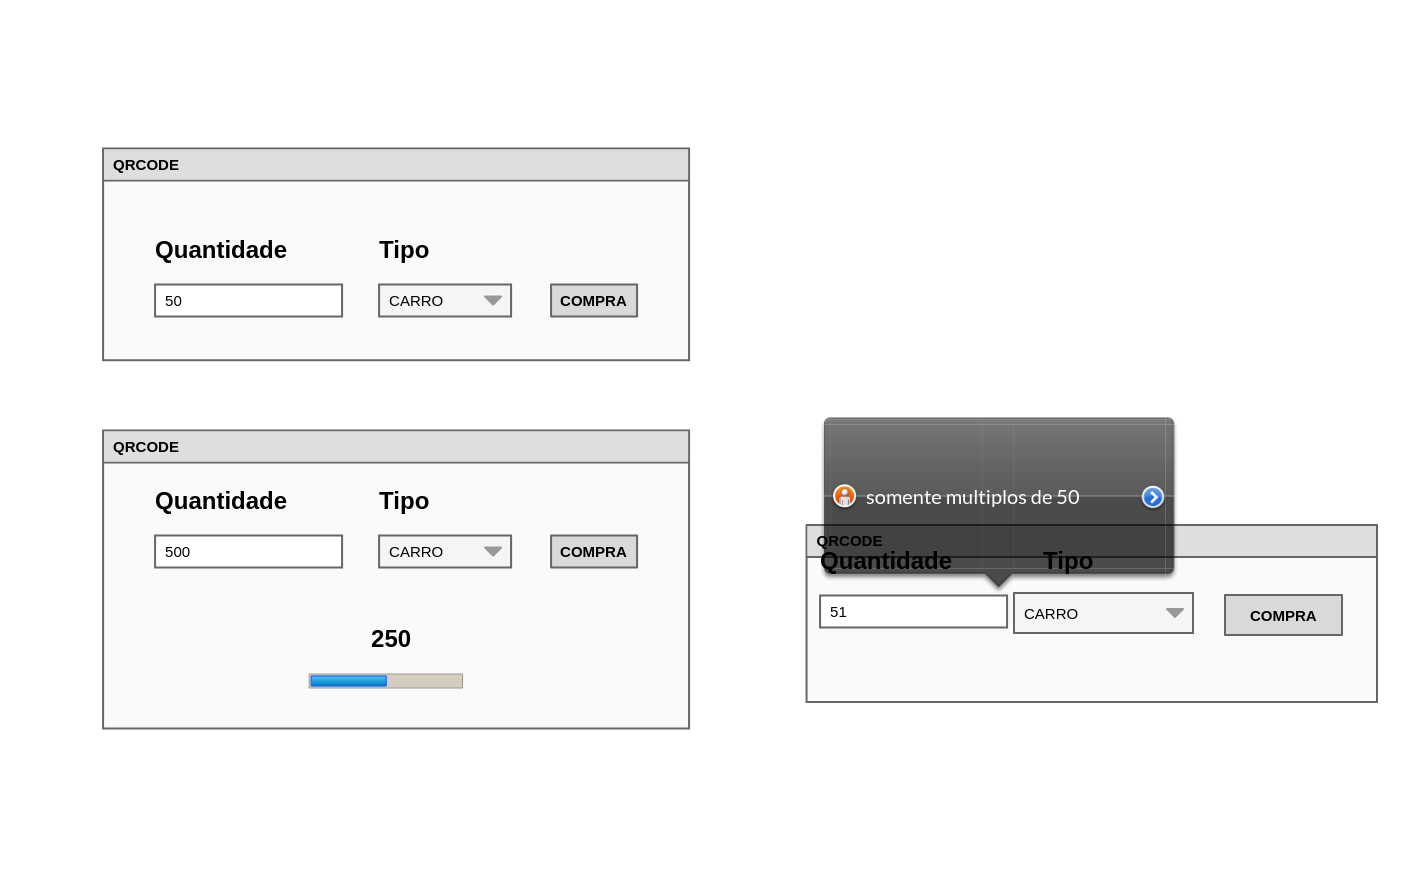 QRCODE
Quantidade Tipo
50 CARRO COMPRA
QRCODE
Quantidade Tipo
500 CARRO COMPRA
250
somente multiplos de 50
QRCODE
Quantidade Tipo
51 CARRO COMPRA